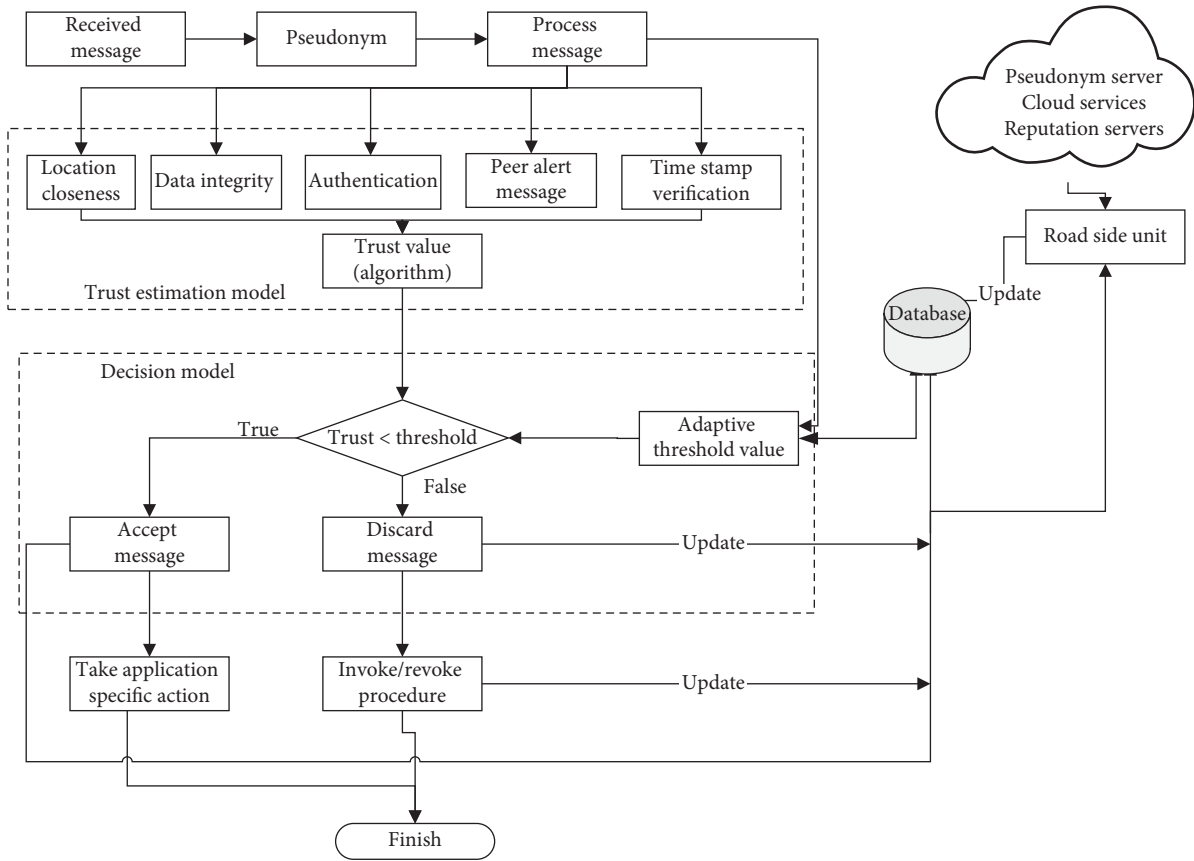 Received
message
Pseudonym
Process
message
Pseudonym server
Cloud services
Reputation servers
Location
closeness
Data integrity
Authentication
Peer alert
message
Time stamp
verification
Road side unit
Trust value
(algorithm)
Trust estimation model
Update
Database
Decision model
True
Trust < threshold
Adaptive
threshold value
False
Accept
message
Discard
message
Update
Take application
specific action
Invoke/revoke
procedure
Update
Finish